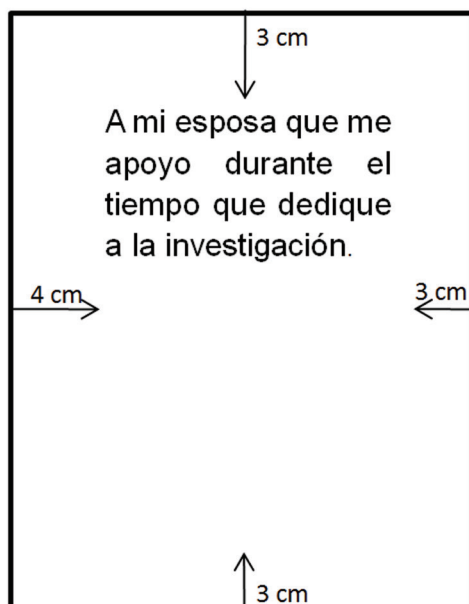 3 cm
A mi esposa que me
apoyo durante el
tiempo que dedique
a la investigación.
4 cm
3 cm
3 cm